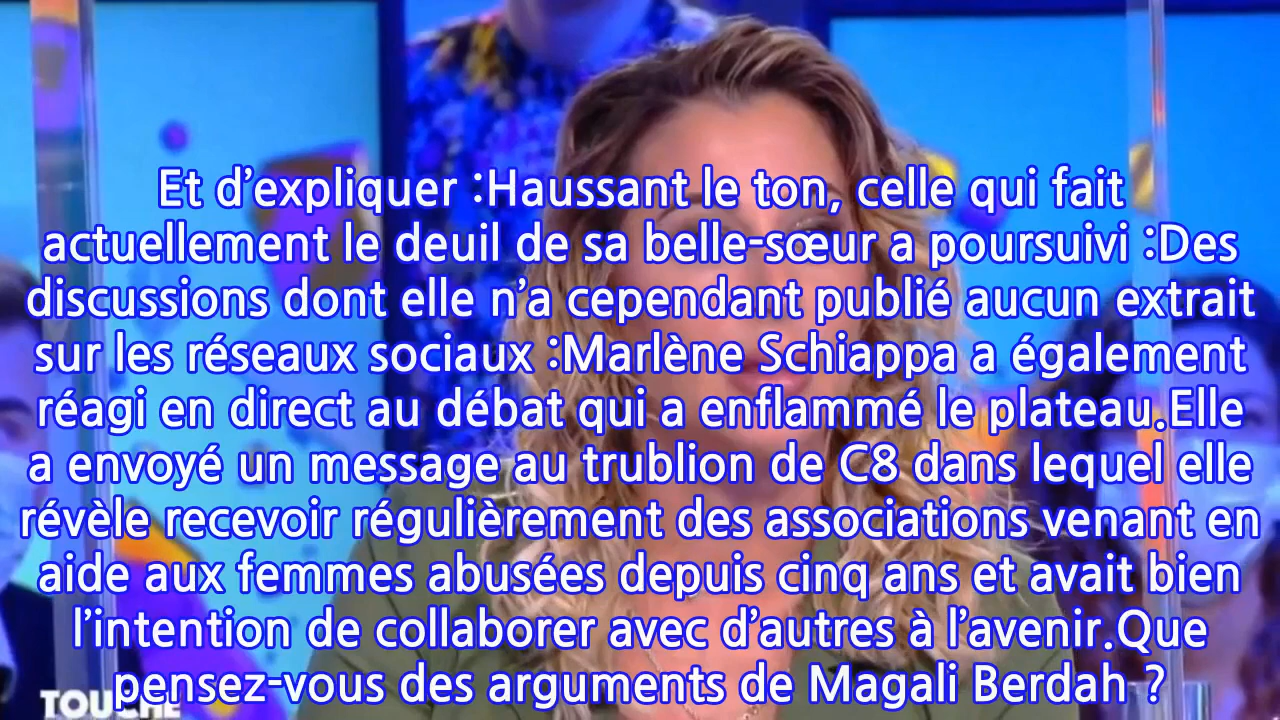 Et d’expliquer :Haussant le ton, celle qui fait
actuellement le deuil de sa belle-sœur a poursuivi :Des
discussions dont elle n’a cependant publié aucun extrait
sur les réseaux sociaux :Marlène Schiappa a également
réagi en direct au débat qui a enflammé le plateau.Elle
a envoyé un message au trublion de C8 dans lequel elle
révèle recevoir régulièrement des associations venant en
aide aux femmes abusées depuis cinq ans et avait bien
l’intention de collaborer avec d’autres à l’avenir.Que
pensez-vous des arguments de Magali Berdah ?
TOUCHE